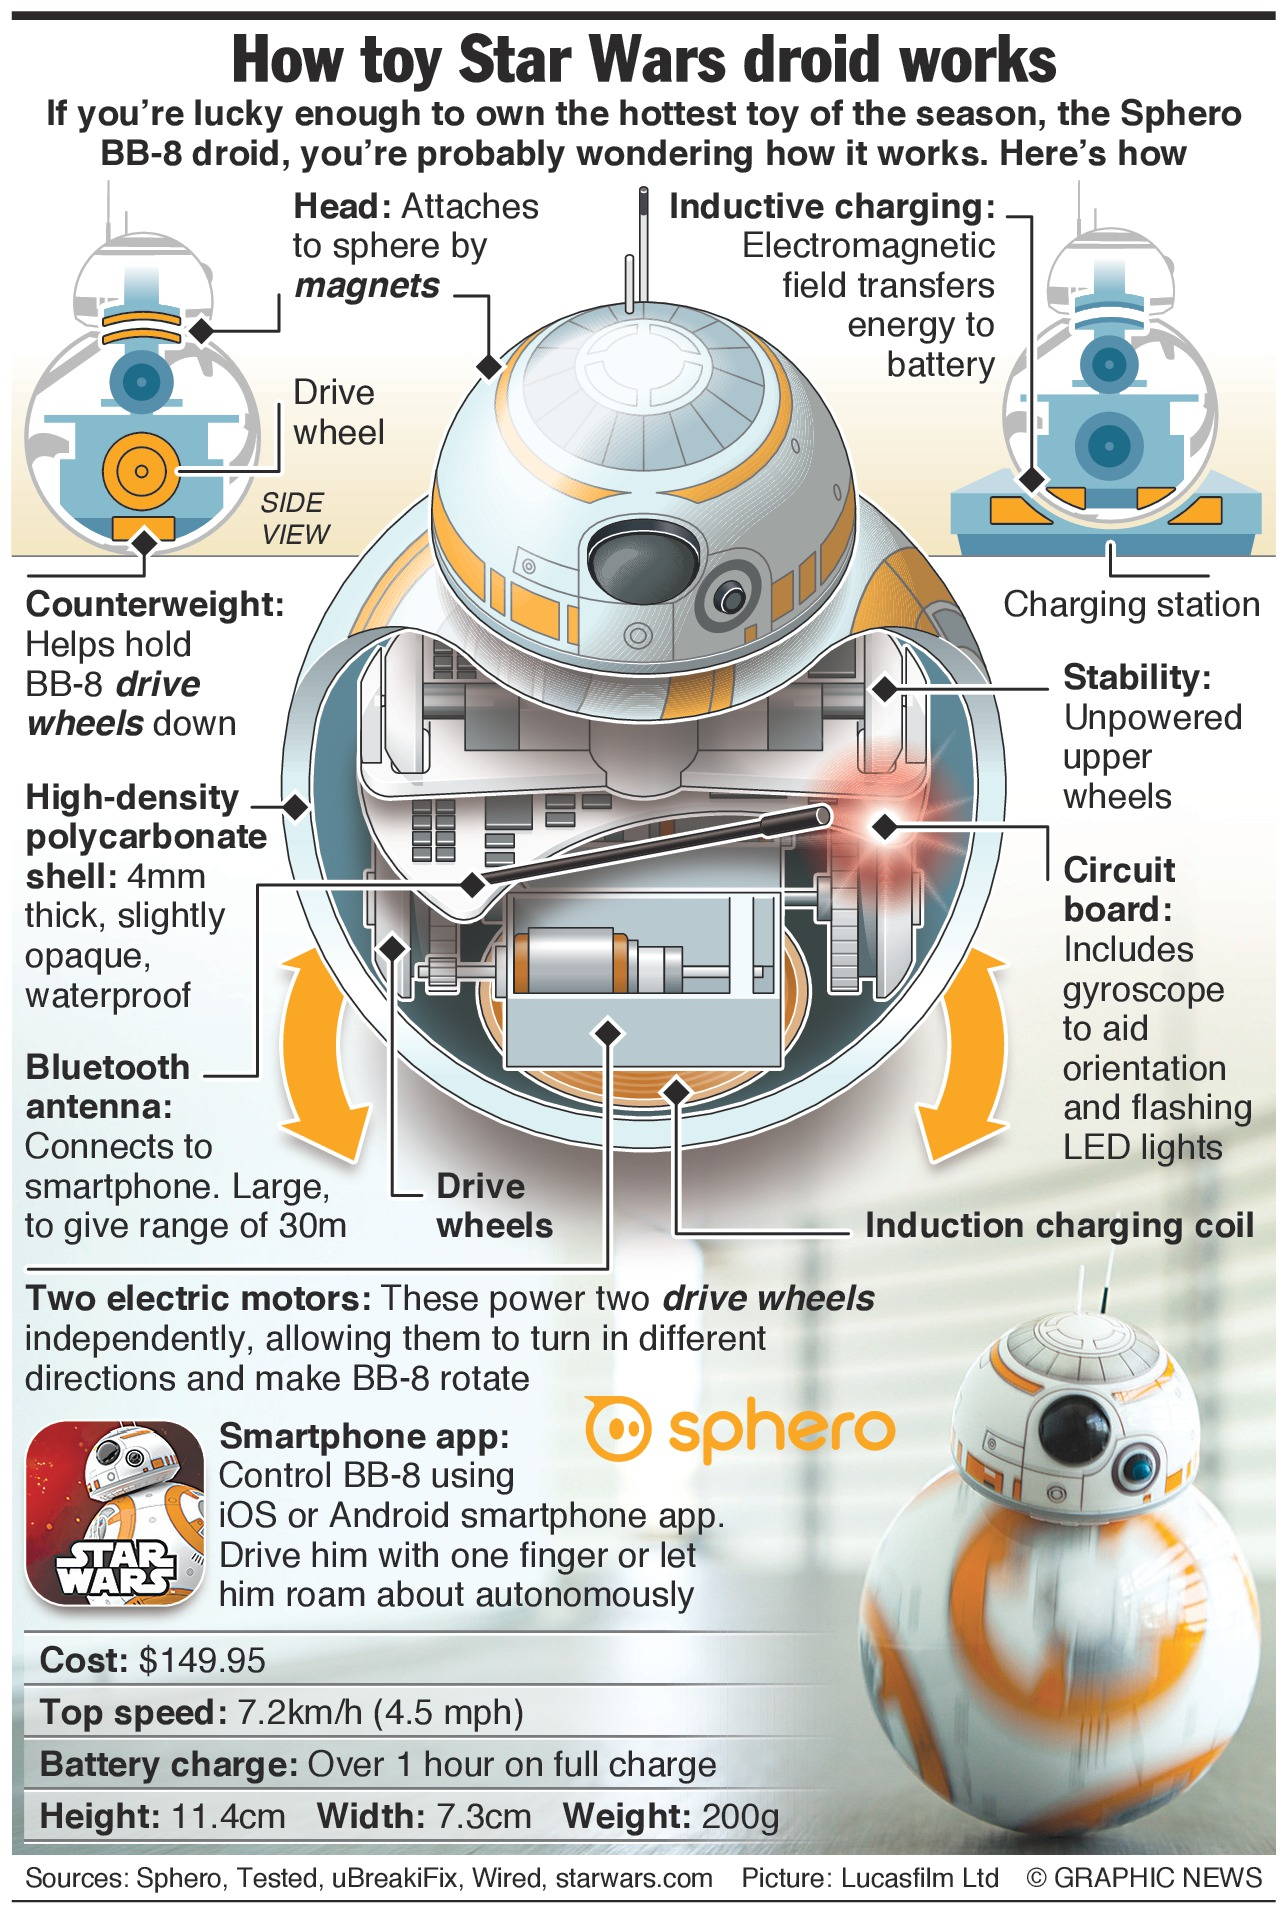 How toy Star Wars droid works
If you’re lucky enough to own the hottest toy of the season, the Sphero
BB-8 droid, you’re probably wondering how it works. Here’s how
Head: Attaches
to sphere by
magnets
Drive
wheel
SIDE
VIEW
Inductive charging:
Electromagnetic
field transfers
energy to
battery
Charging station
Counterweight:
Helps hold
BB-8 drive
wheels down
High-density
polycarbonate
shell: 4mm
thick, slightly
opaque,
waterproof
Bluetooth
antenna:
Connects to
smartphone. Large,
to give range of 30m
Stability:
Unpowered
upper
wheels
Circuit
board:
Includes
gyroscope
to aid
orientation
and flashing
LED lights
Drive
wheels
Induction charging coil
Two electric motors: These power two drive wheels
independently, allowing them to turn in different
directions and make BB-8 rotate
STAR
WARS
Smartphone app:
Control BB-8 using
iOS or Android smartphone app.
Drive him with one finger or let
him roam about autonomously
sphero
Cost: $149.95
Top speed: 7.2km/h (4.5 mph)
Battery charge: Over 1 hour on full charge
Height: 11.4cm Width: 7.3cm Weight: 200g
Sources: Sphero, Tested, uBreakiFix, Wired, starwars.com Picture: Lucasfilm Ltd © GRAPHIC NEWS